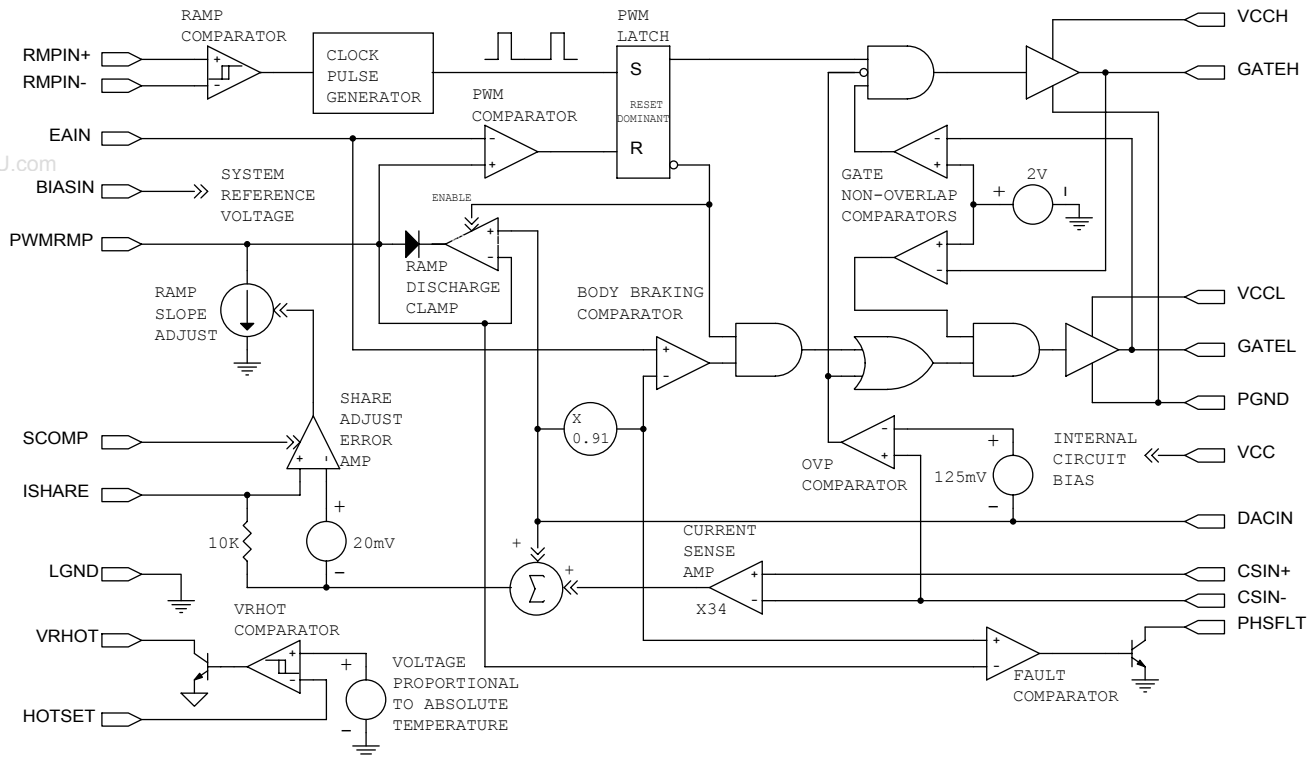 RAMP
COMPARATOR
RMPIN+
RMPIN-
+
-
CLOCK
PULSE
GENERATOR
PWM
LATCH
S
RESET
DOMINANT
R
PWM
COMPARATOR
-
+
EAIN
U.com
BIASIN
SYSTEM
REFERENCE
VOLTAGE
ENABLE
PWMRMP
+
-
RAMP
DISCHARGE
CLAMP
RAMP
SLOPE
ADJUST
BODY BRAKING
COMPARATOR
+
-
VCCH
GATEH
-
+
GATE
NON-OVERLAP
COMPARATORS
2V
+
-
+
-
VCCL
GATEL
PGND
SHARE
ADJUST
ERROR
AMP
SCOMP
+
-
ISHARE
X
0.91
OVP
COMPARATOR
-
+
+
125mV
-
INTERNAL
CIRCUIT
BIAS
VCC
DACIN
10K
+
20mV
-
CURRENT
SENSE
AMP
X34
+
-
+
+
Σ
CSIN+
CSIN-
PHSFLT
LGND
VRHOT
VRHOT
COMPARATOR
+
-
+
-
VOLTAGE
PROPORTIONAL
TO ABSOLUTE
TEMPERATURE
HOTSET
+
-
FAULT
COMPARATOR